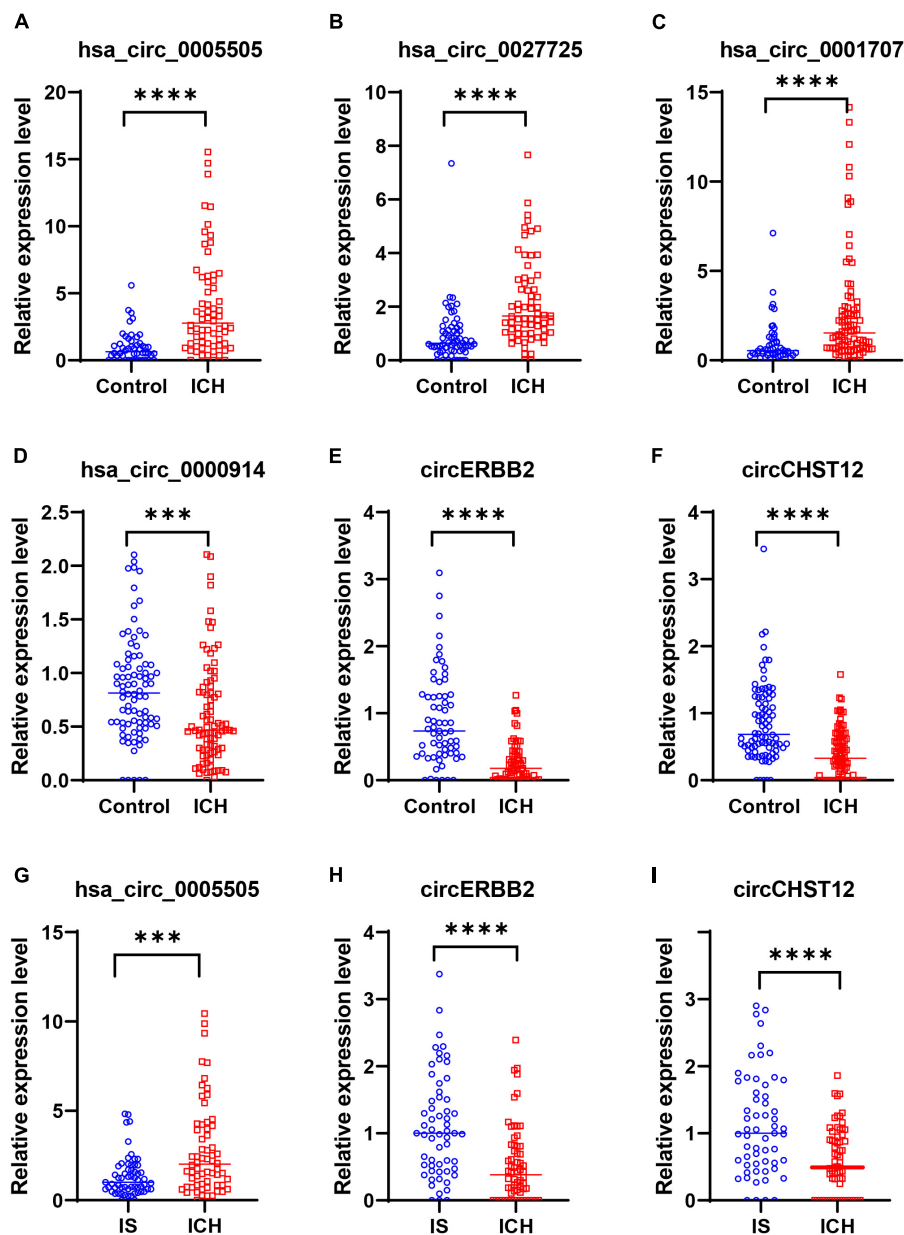 A B C
hsa_circ_0005505 hsa_circ_0027725 hsa_circ_0001707
Relative expression level
20
15
10
5
0
****
Control ICH
Relative expression level
10
8
6
4
2
0
****
Control ICH
Relative expression level
15
10
5
0
****
Control ICH
D E F
hsa_circ_0000914 circERBB2 circCHST12
Relative expression level
2.5
2.0
1.5
1.0
0.5
0.0
***
Control ICH
Relative expression level
4
3
2
1
0
****
Control ICH
Relative expression level
4
3
2
1
0
****
Control ICH
G H I
hsa_circ_0005505 circERBB2 circCHST12
Relative expression level
15
10
5
0
***
IS ICH
Relative expression level
4
3
2
1
0
****
IS ICH
Relative expression level
3
2
1
0
****
IS ICH